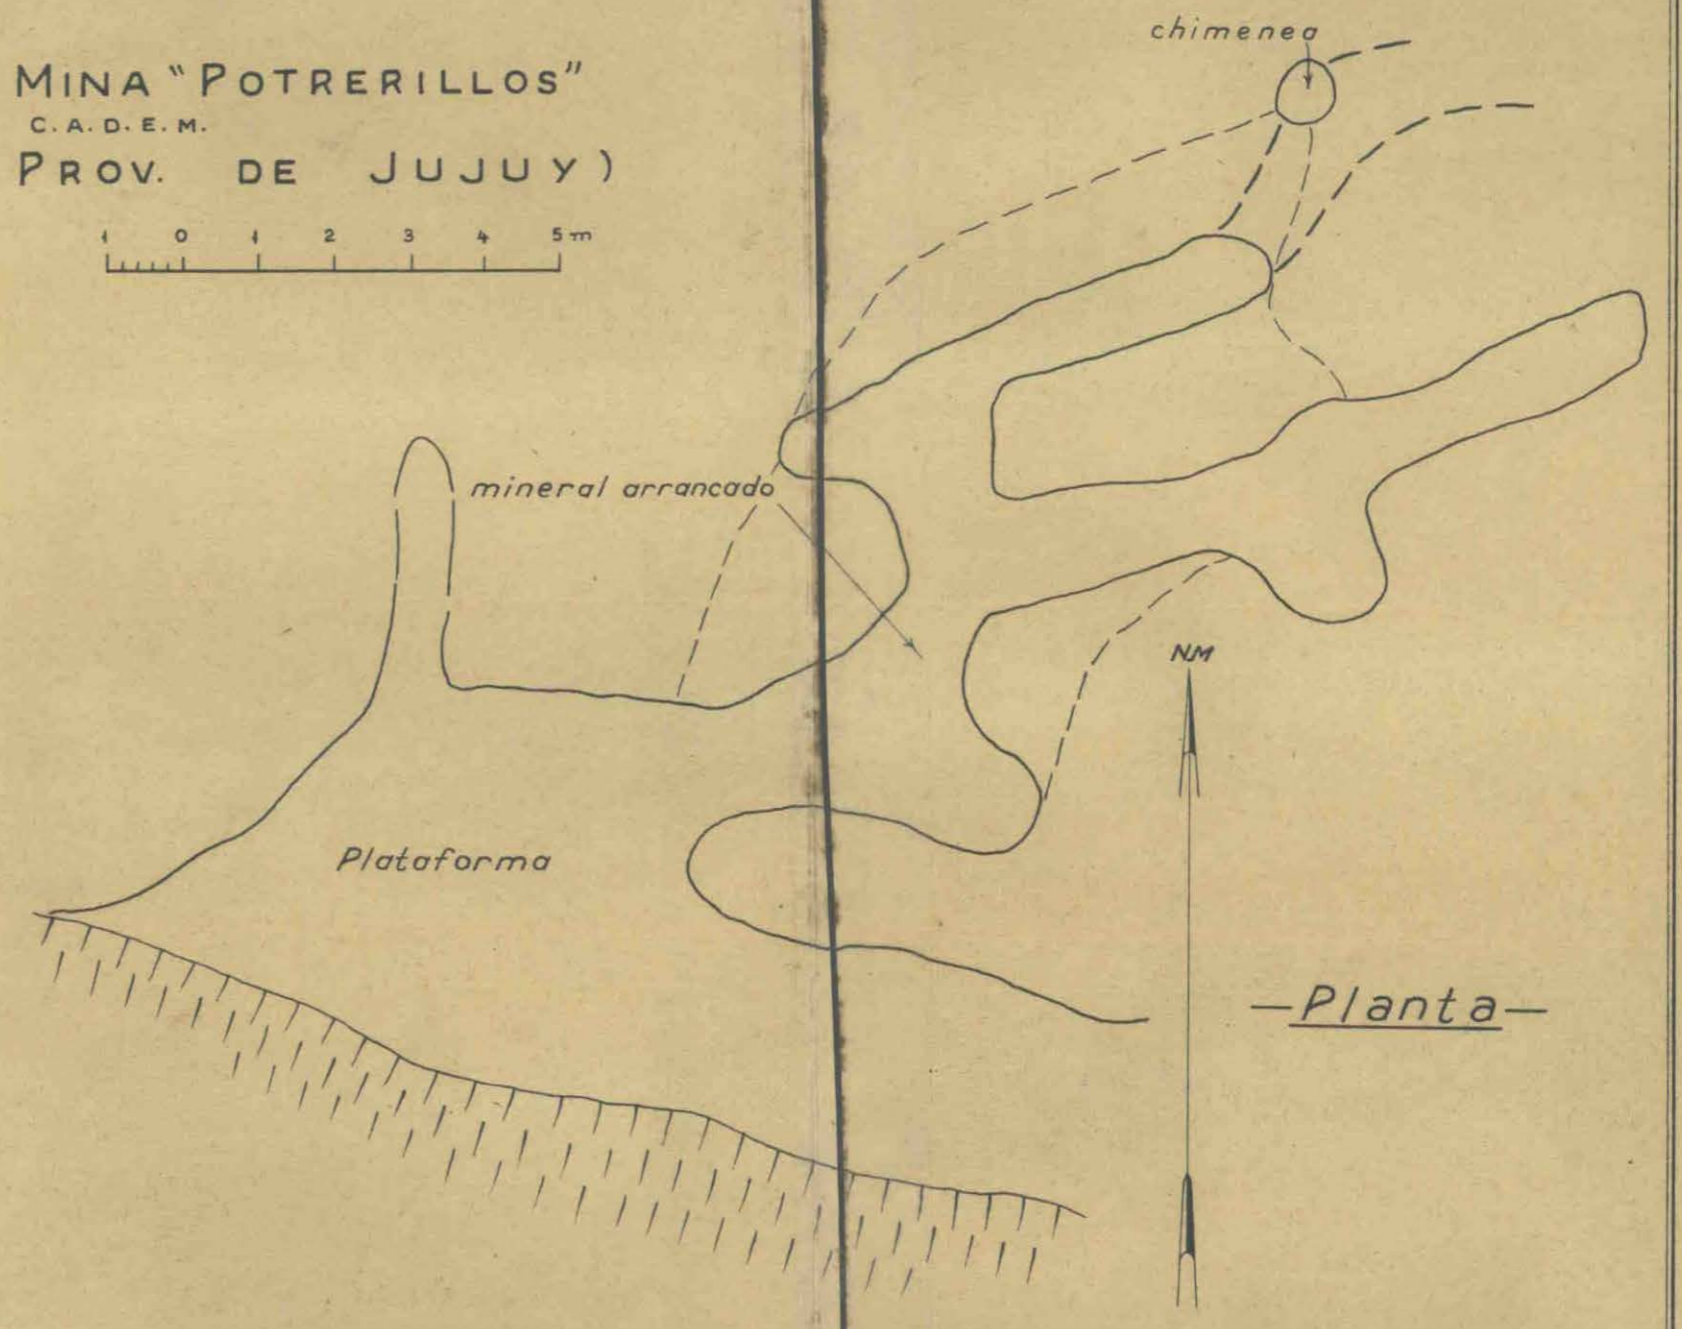 MINA "POTRERILLOS"
C.A.D.E.M.
PROV. DE JUJUY)
1 0 1 2 3 4 5 m
chimenea
mineral arrancado
NM
Plataforma
—Planta—